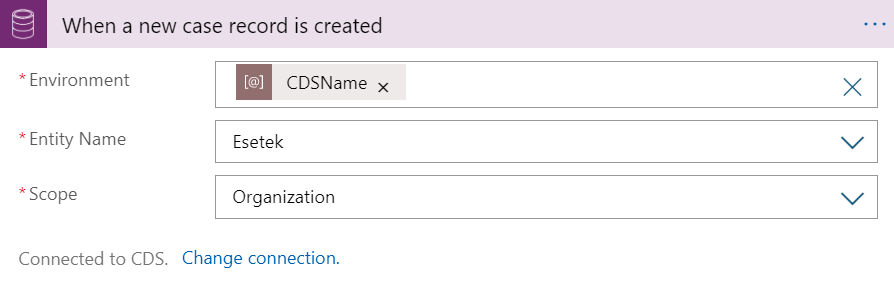 When a new case record is created ...
* Environment
[@] CDSName ×
* Entity Name
Esetek
* Scope
Organization
Connected to CDS. Change connection.